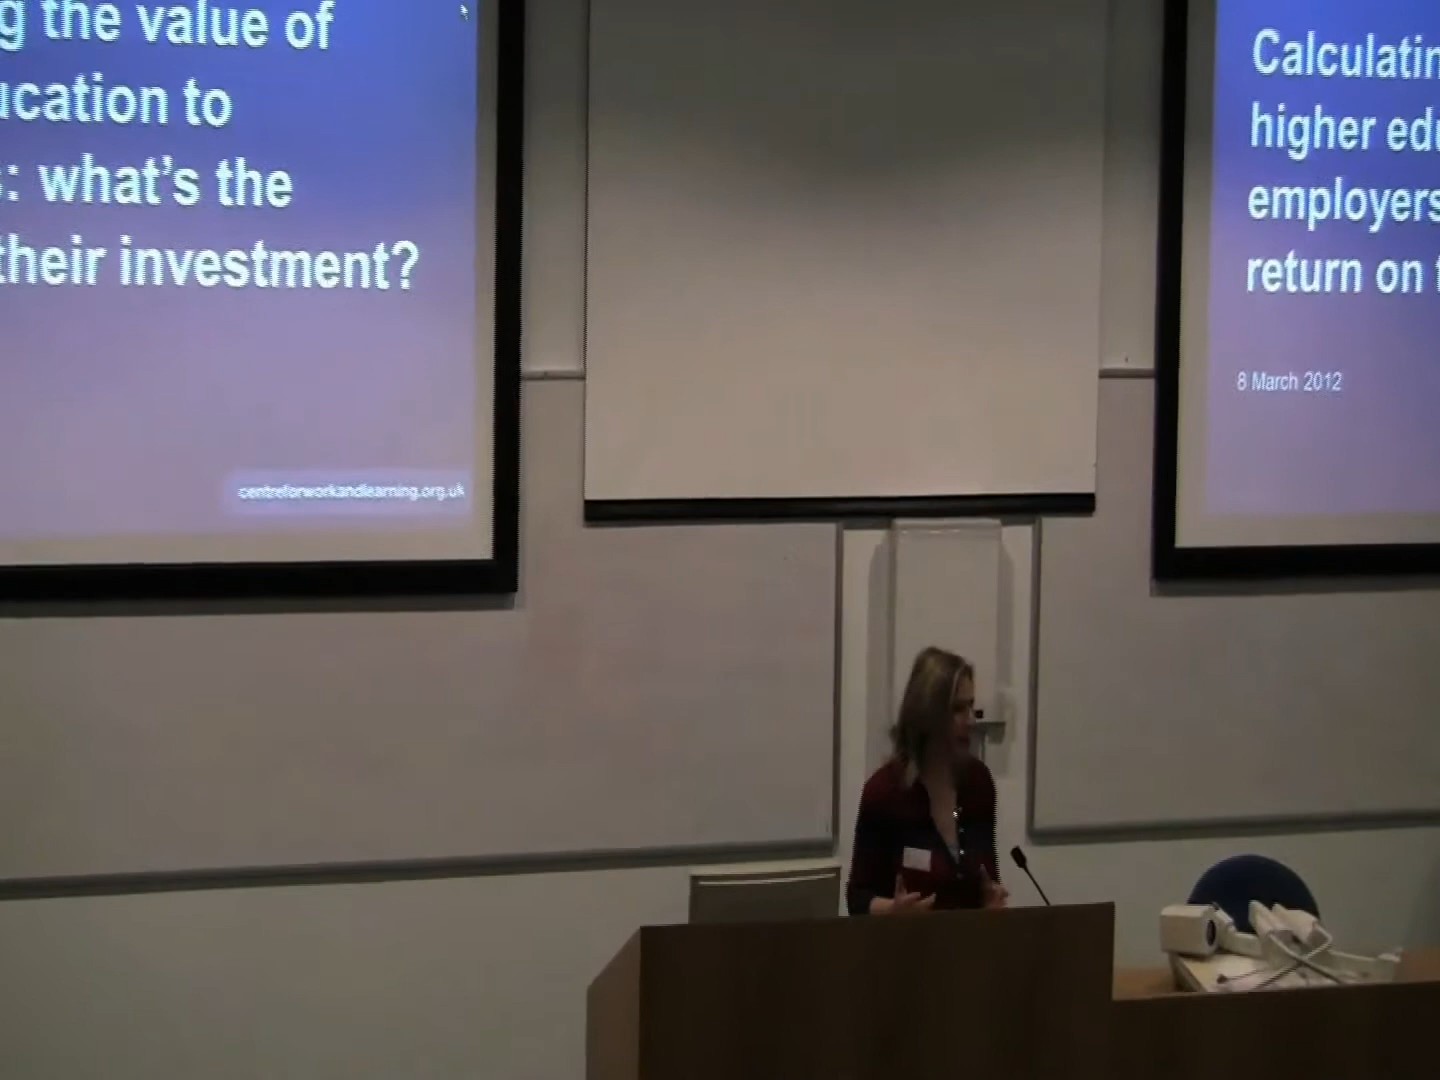 g the value of
ucation to
s: what's the
their investment?
centreforworkandlearning.org.uk
Calculatin
higher edu
employers
return on t
8 March 2012